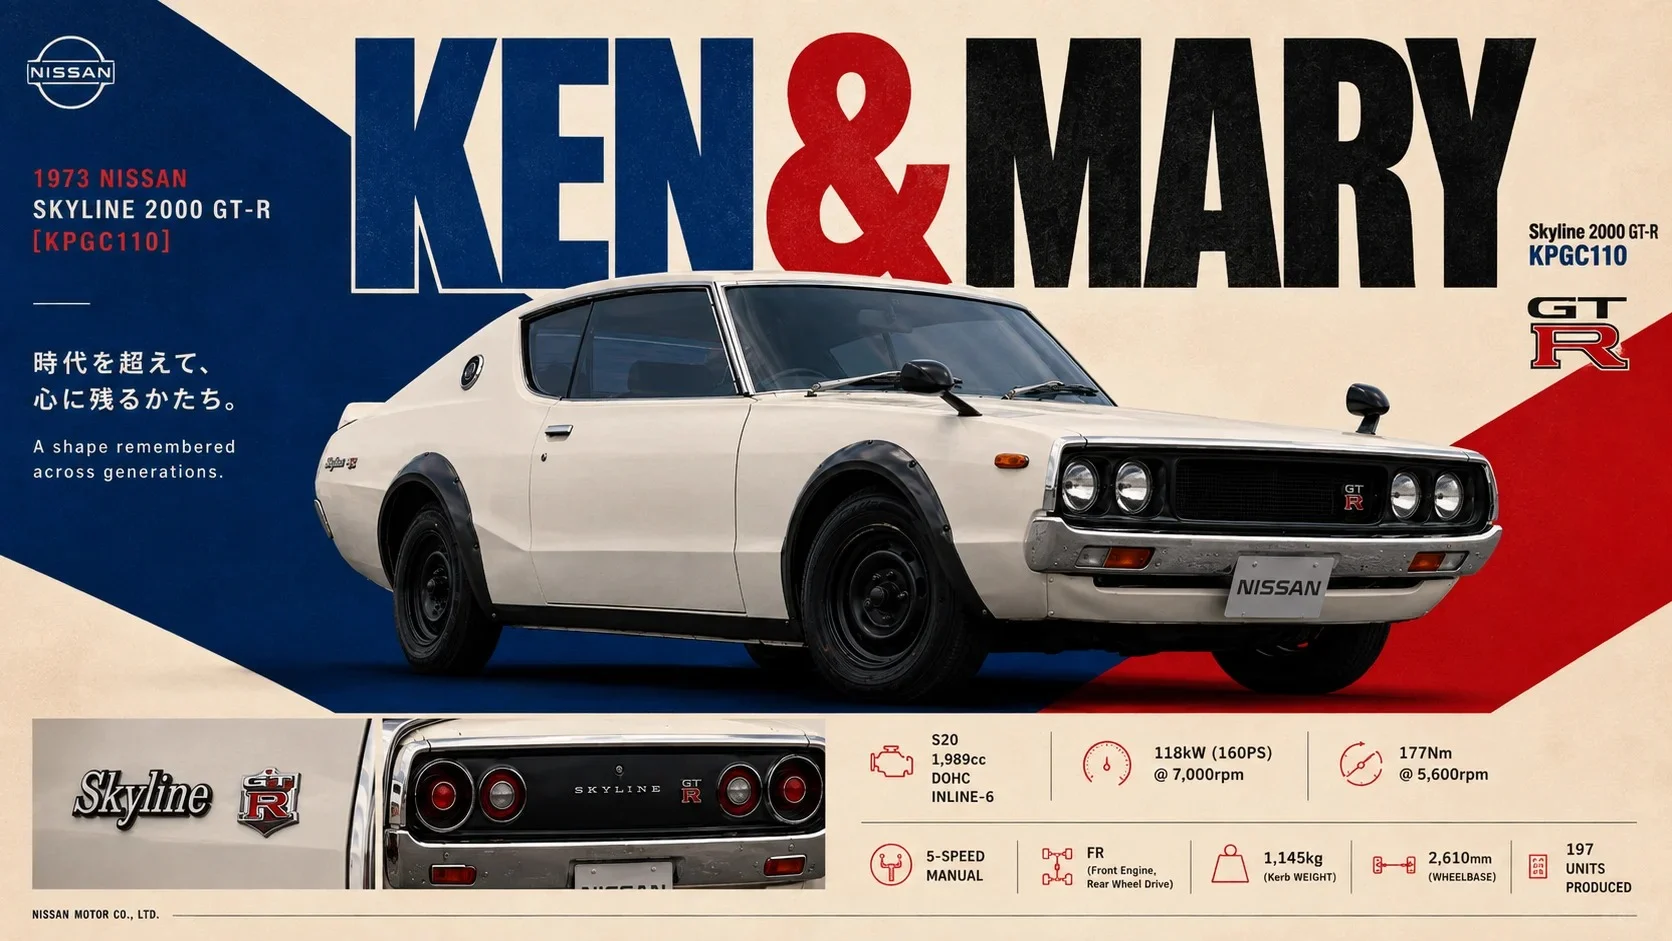 NISSAN
KEN&MARY
1973 NISSAN
SKYLINE 2000 GT-R
[KPGC110]
時代を超えて、
心に残るかたち。
A shape remembered
across generations.
Skyline 2000 GT-R
KPGC110
GT
R
Skyline GT R
GT
R
NISSAN
Skyline
GT
R
SKYLINE
GT
R
NISSAN
S20
1,989cc
DOHC
INLINE-6
118kW (160PS)
@ 7,000rpm
177Nm
@ 5,600rpm
5-SPEED
MANUAL
FR
(Front Engine,
Rear Wheel Drive)
1,145kg
(Kerb WEIGHT)
2,610mm
(WHEELBASE)
197
UNITS
PRODUCED
NISSAN MOTOR CO., LTD.